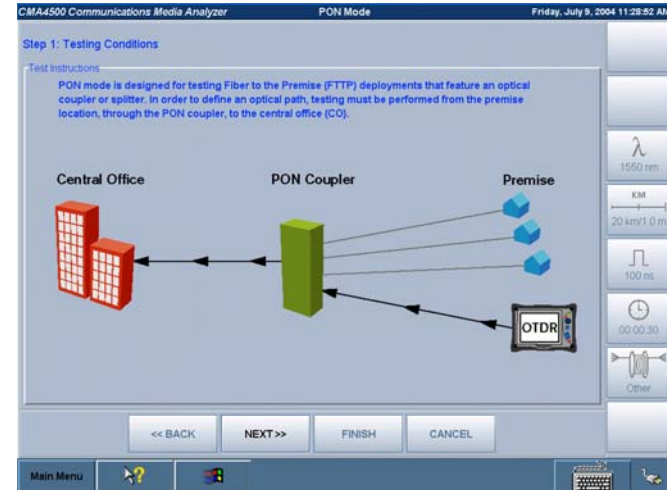 CMA4500 Communications Media Analyzer PON Mode Friday, July 9, 2004 11:28:52 AM
Step 1: Testing Conditions
Test Instructions
PON mode is designed for testing Fiber to the Premise (FTTP) deployments that feature an optical
coupler or splitter. In order to define an optical path, testing must be performed from the premise
location, through the PON coupler, to the central office (CO).
Central Office PON Coupler Premise
OTDR
λ
1550 nm
KM
20 km/1.0 m
100 ns
00:00:30
Other
<< BACK NEXT >> FINISH CANCEL
Main Menu ?